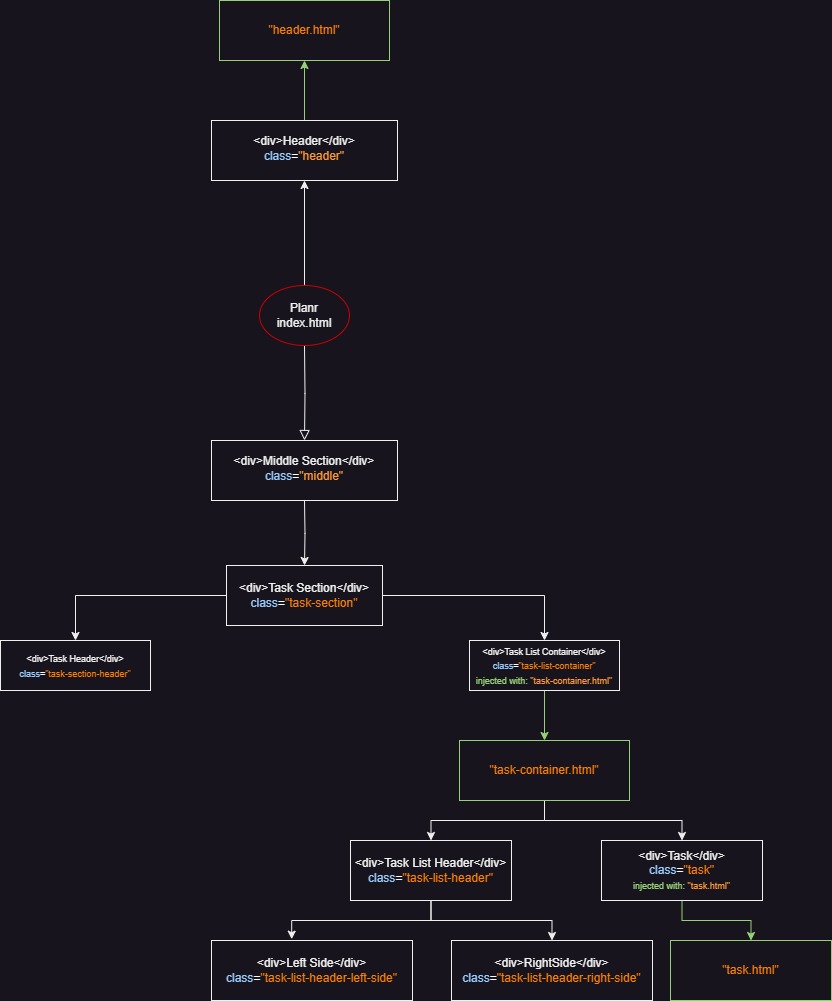 "header.html"
<div>Header</div>
class="header"
Planr
index.html
<div>Middle Section</div>
class="middle"
<div>Task Section</div>
class="task-section"
<div>Task Header</div>
class="task-section-header"
<div>Task List Container</div>
class="task-list-container"
injected with: "task-container.html"
"task-container.html"
<div>Task List Header</div>
class="task-list-header"
<div>Task</div>
class="task"
injected with: "task.html"
<div>Left Side</div>
class="task-list-header-left-side"
<div>RightSide</div>
class="task-list-header-right-side"
"task.html"